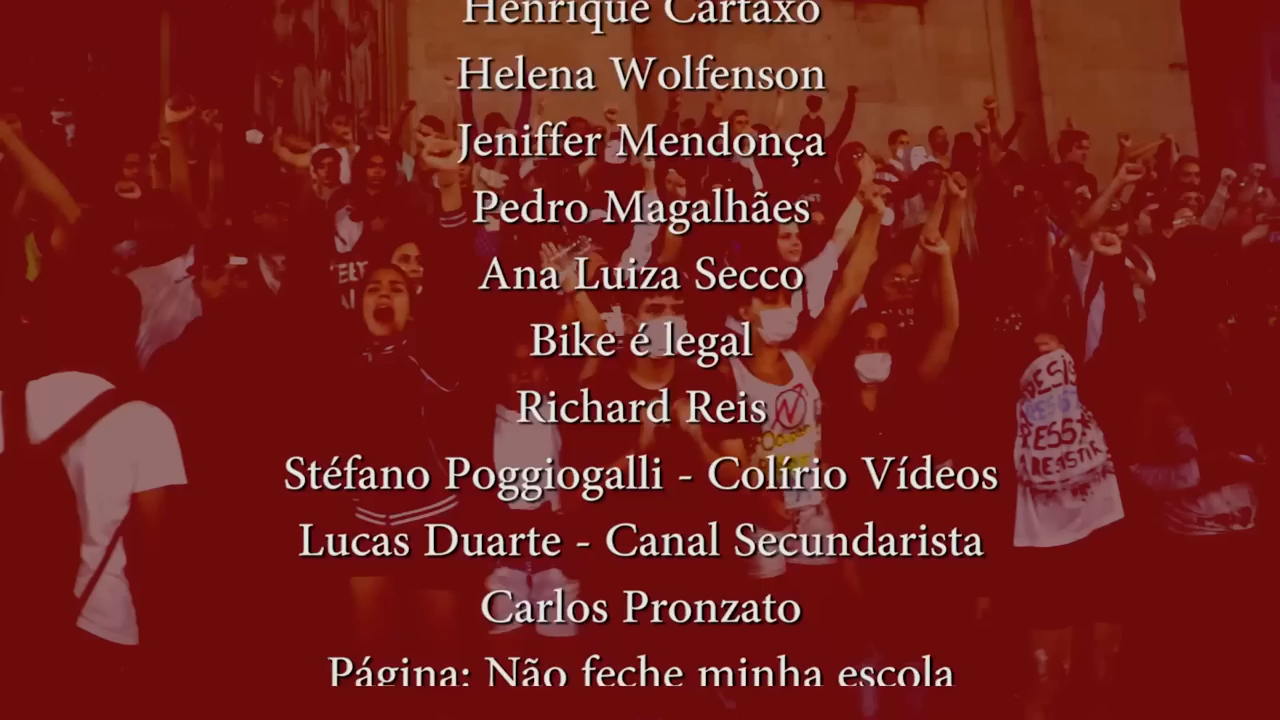 Henrique Cartaxo
Helena Wolfenson
Jeniffer Mendonça
Pedro Magalhães
Ana Luiza Secco
Bike é legal
Richard Reis
Stéfano Poggiogalli - Colírio Vídeos
Lucas Duarte - Canal Secundarista
Carlos Pronzato
Página: Não feche minha escola